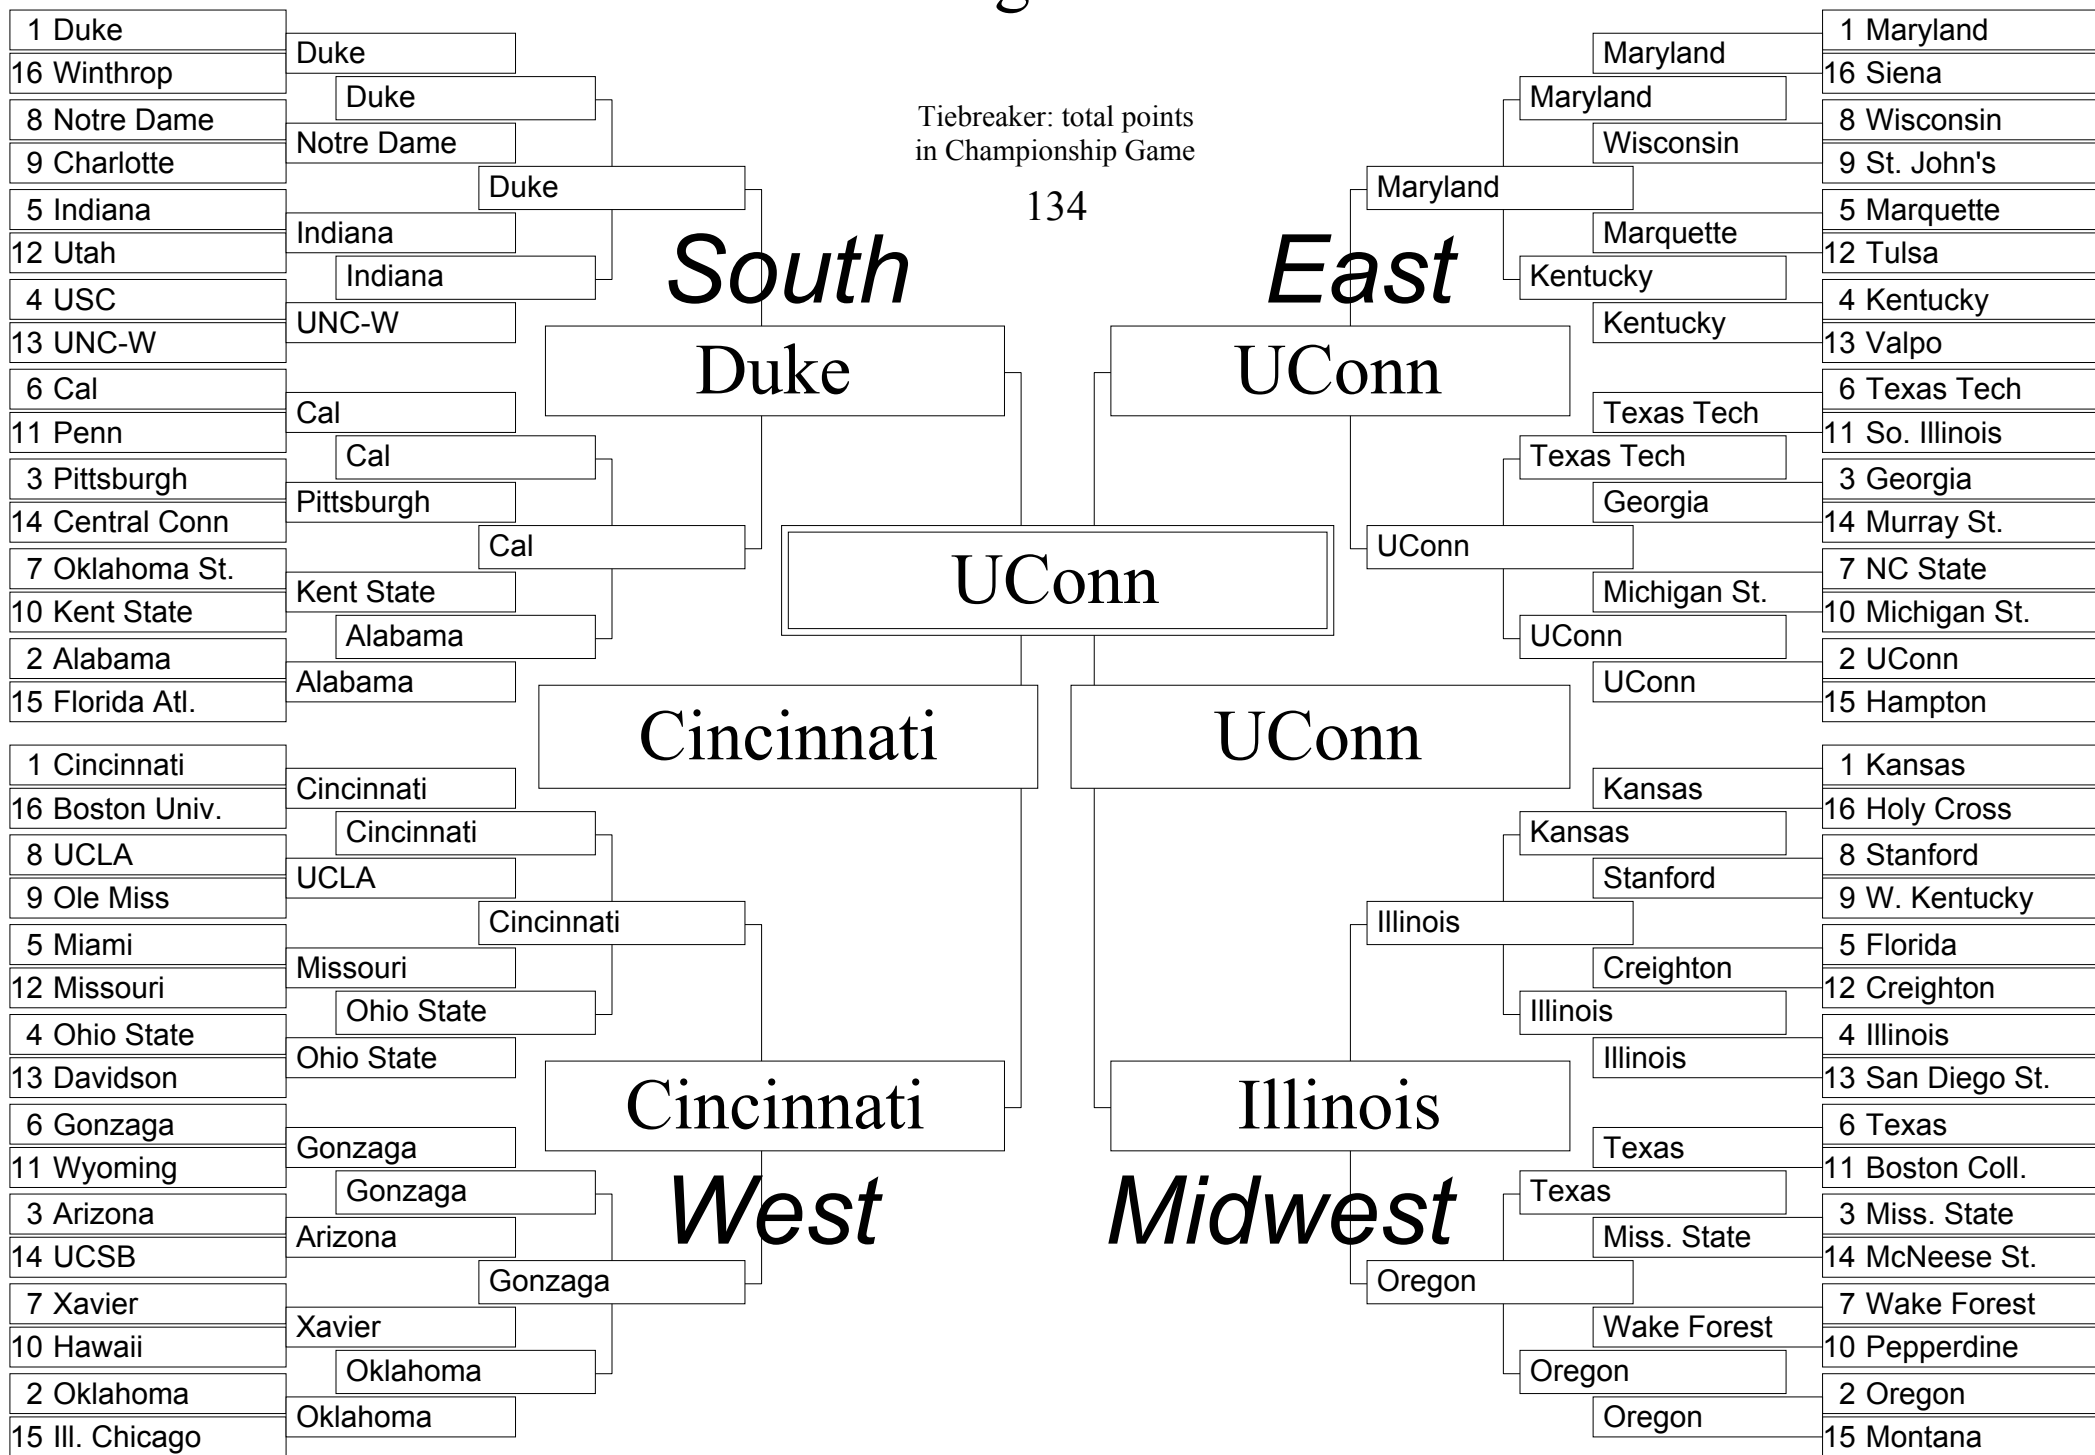 1 Duke
16 Winthrop
8 Notre Dame
9 Charlotte
5 Indiana
12 Utah
4 USC
13 UNC-W
6 Cal
11 Penn
3 Pittsburgh
14 Central Conn
7 Oklahoma St.
10 Kent State
2 Alabama
15 Florida Atl.
Duke
Notre Dame
Indiana
UNC-W
Cal
Pittsburgh
Kent State
Alabama
Duke
Indiana
Cal
Alabama
Duke
Cal
South
Duke
1 Cincinnati
16 Boston Univ.
8 UCLA
9 Ole Miss
5 Miami
12 Missouri
4 Ohio State
13 Davidson
6 Gonzaga
11 Wyoming
3 Arizona
14 UCSB
7 Xavier
10 Hawaii
2 Oklahoma
15 Ill. Chicago
Cincinnati
UCLA
Missouri
Ohio State
Gonzaga
Arizona
Xavier
Oklahoma
Cincinnati
Ohio State
Gonzaga
Oklahoma
Cincinnati
Gonzaga
Cincinnati
West
Tiebreaker: total points
in Championship Game
134
UConn
Cincinnati
UConn
East
UConn
Maryland
UConn
Maryland
Kentucky
Texas Tech
UConn
Maryland
Wisconsin
Marquette
Kentucky
Texas Tech
Georgia
Michigan St.
UConn
1 Maryland
16 Siena
8 Wisconsin
9 St. John's
5 Marquette
12 Tulsa
4 Kentucky
13 Valpo
6 Texas Tech
11 So. Illinois
3 Georgia
14 Murray St.
7 NC State
10 Michigan St.
2 UConn
15 Hampton
Illinois
Midwest
Illinois
Oregon
Kansas
Illinois
Texas
Oregon
Kansas
Stanford
Creighton
Illinois
Texas
Miss. State
Wake Forest
Oregon
1 Kansas
16 Holy Cross
8 Stanford
9 W. Kentucky
5 Florida
12 Creighton
4 Illinois
13 San Diego St.
6 Texas
11 Boston Coll.
3 Miss. State
14 McNeese St.
7 Wake Forest
10 Pepperdine
2 Oregon
15 Montana